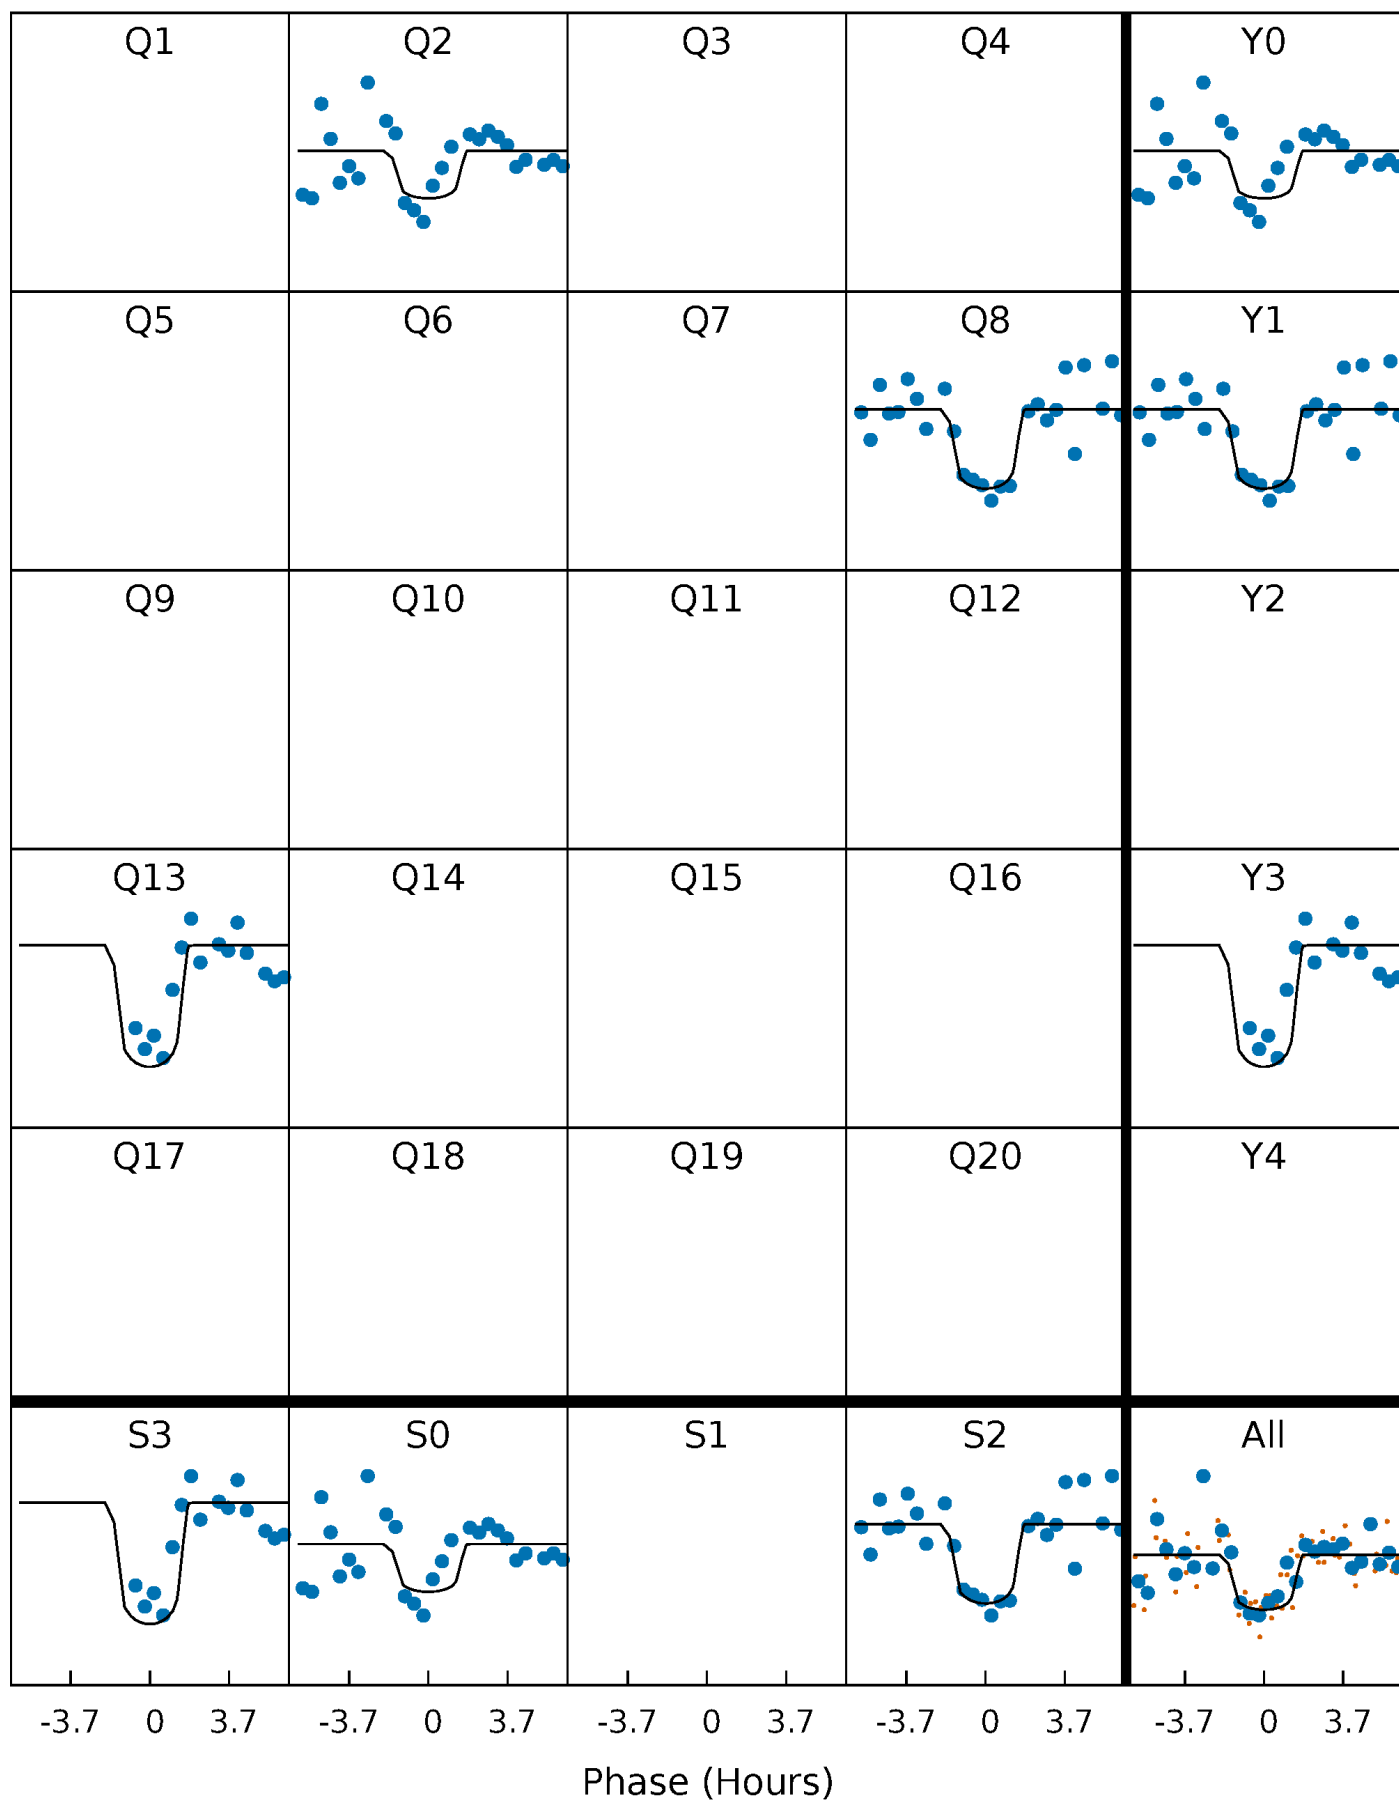 Q1 Q2 Q3 Q4 Y0
Q5 Q6 Q7 Q8 Y1
Q9 Q10 Q11 Q12 Y2
Q13 Q14 Q15 Q16 Y3
Q17 Q18 Q19 Q20 Y4
S3 S0 S1 S2 All
-3.7 0 3.7 -3.7 0 3.7 -3.7 0 3.7 -3.7 0 3.7 -3.7 0 3.7
Phase (Hours)